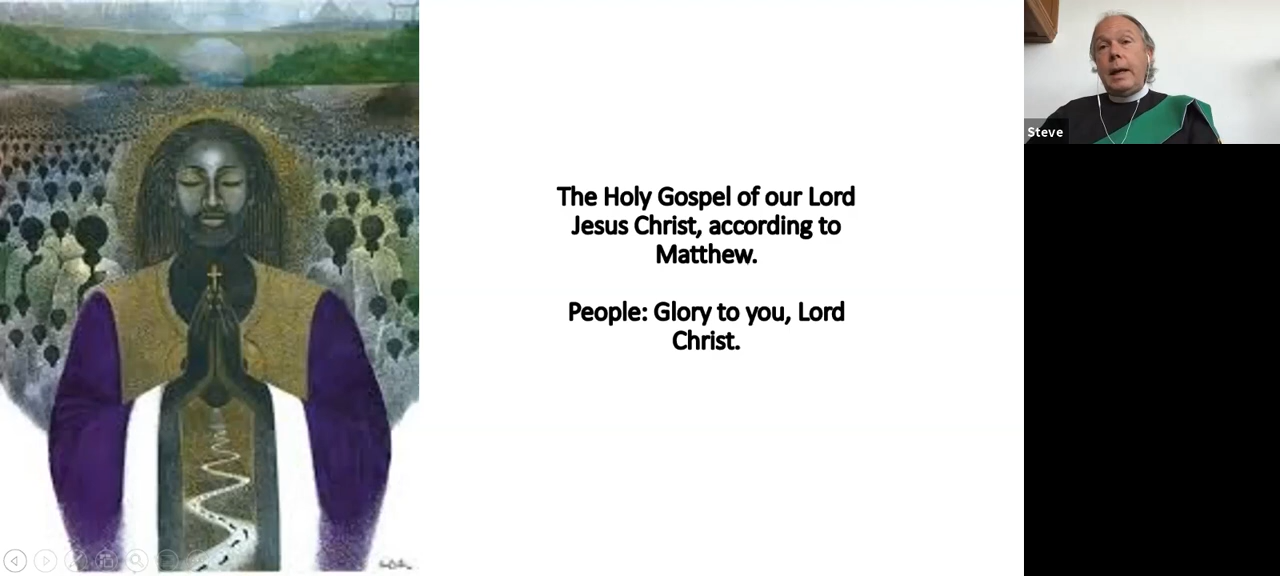 The Holy Gospel of our Lord
Jesus Christ, according to
Matthew.
People: Glory to you, Lord
Christ.
Steve